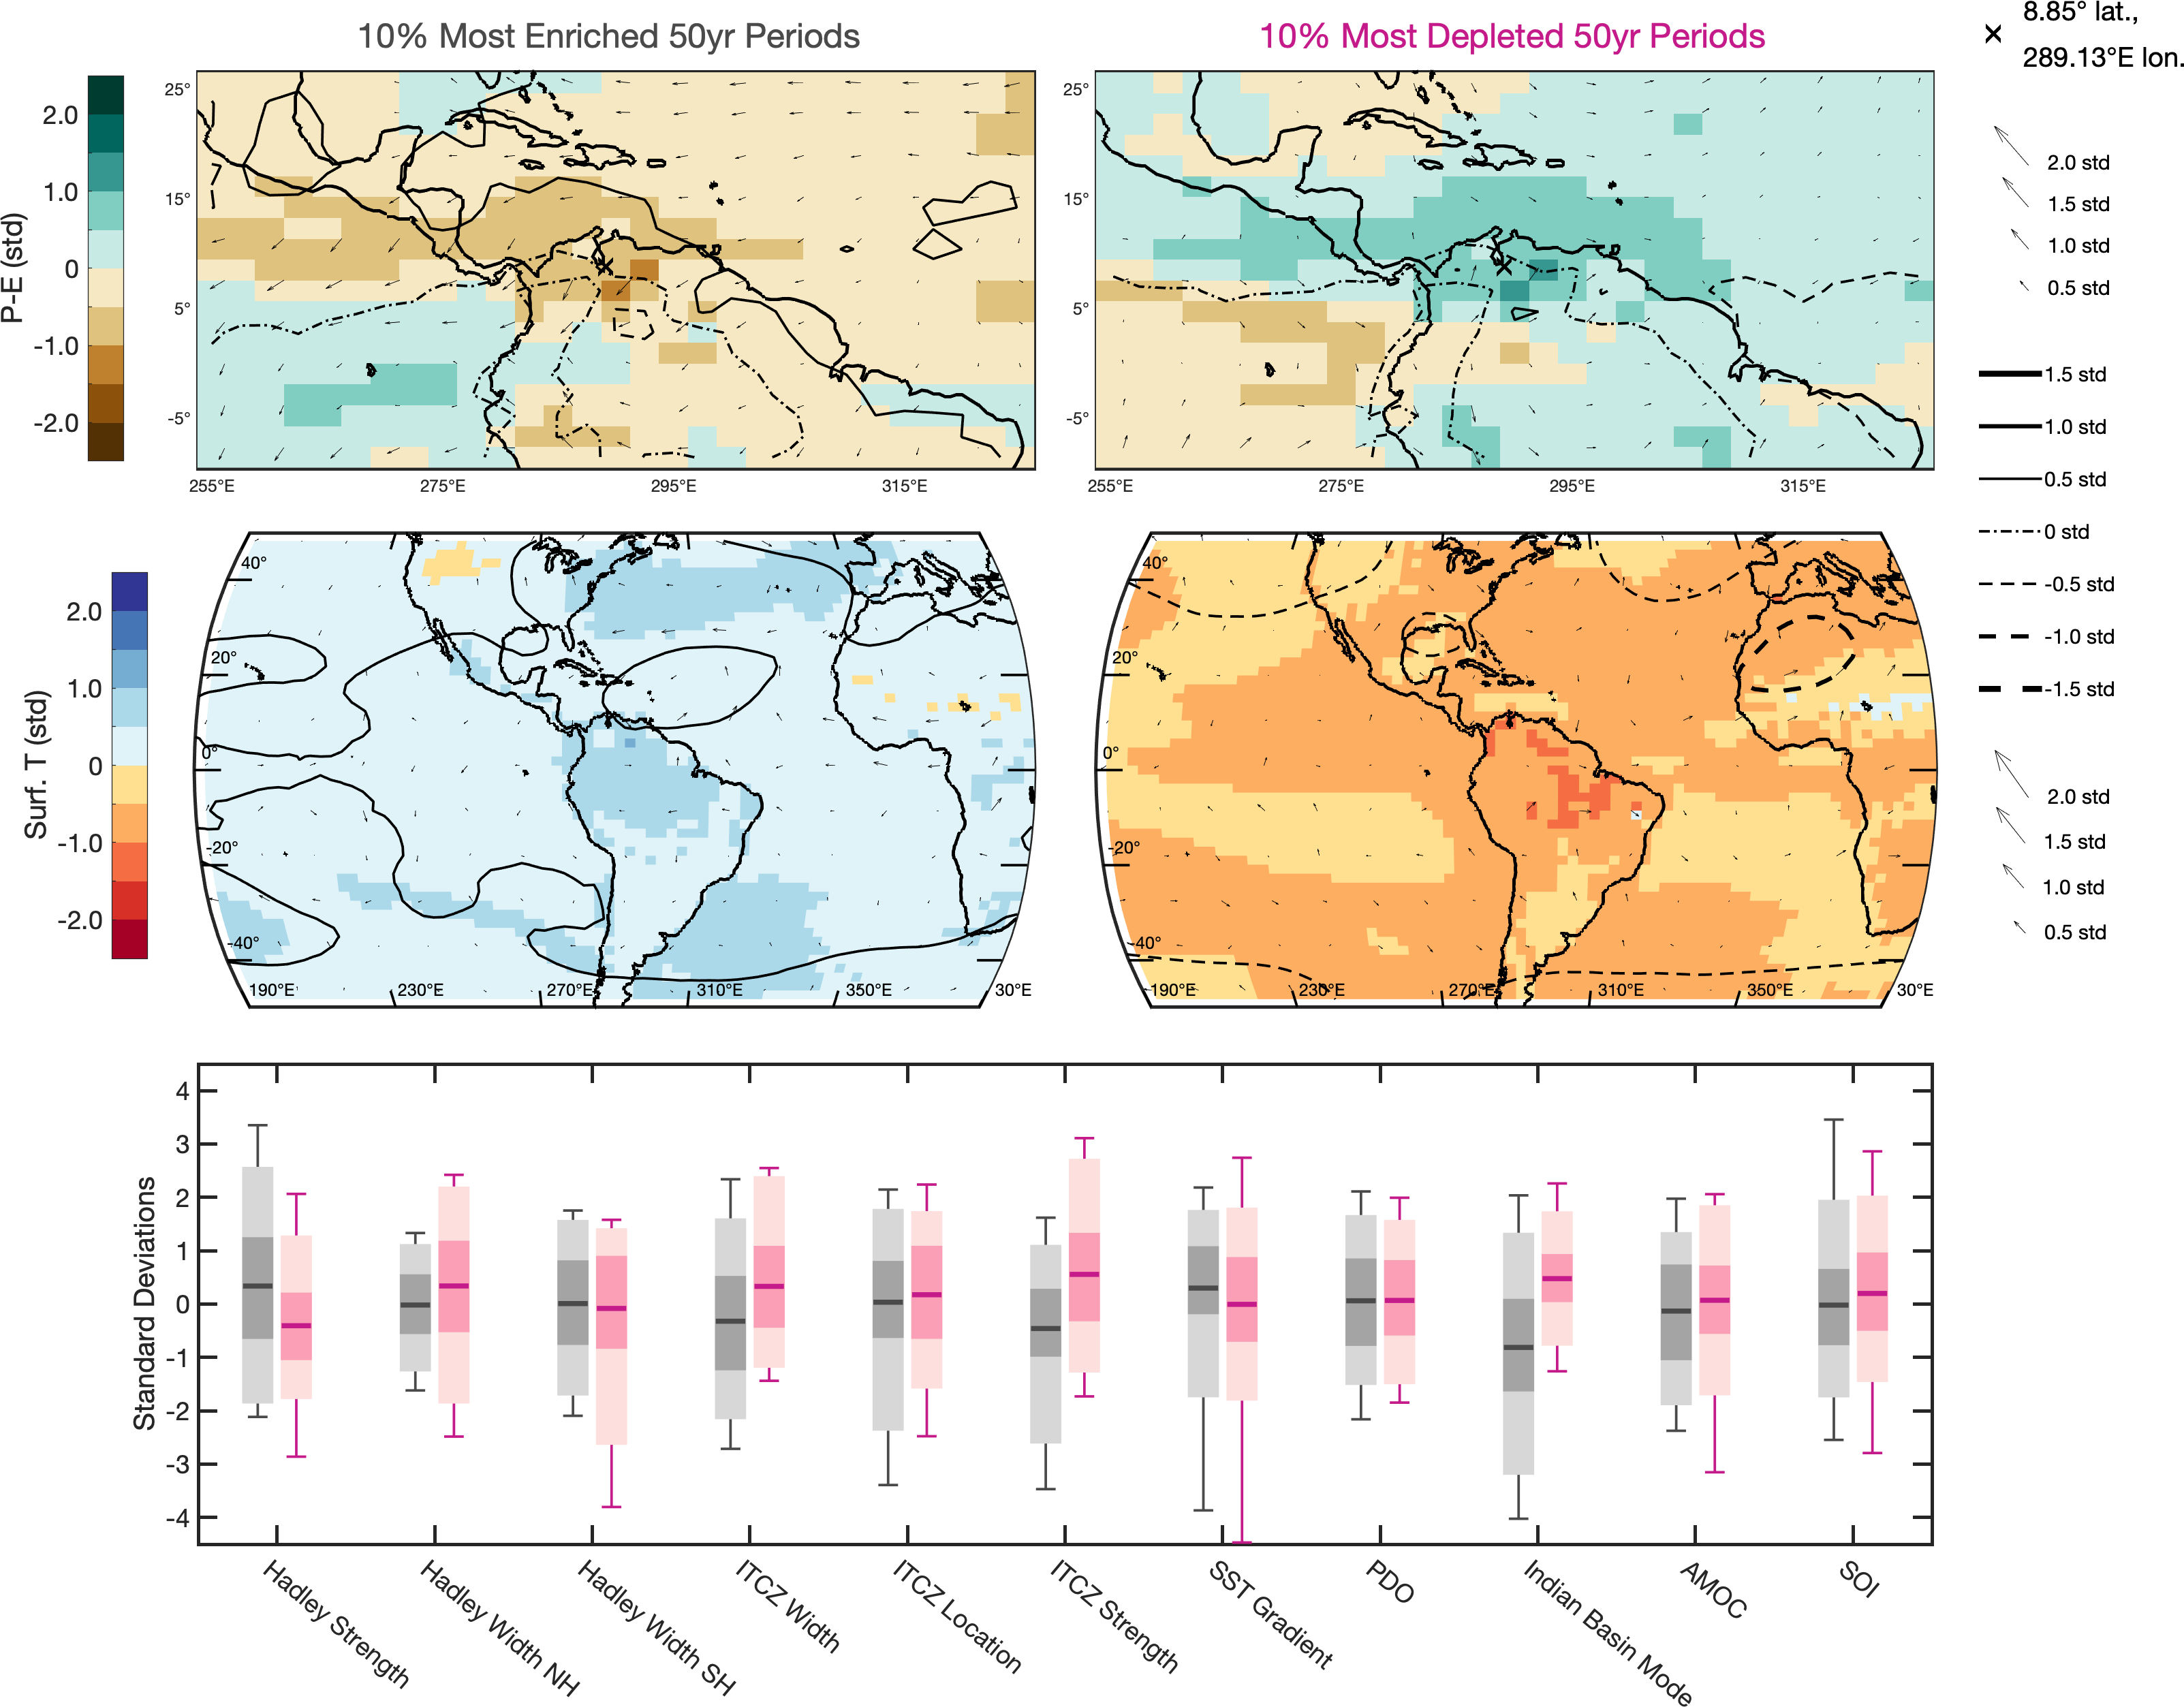 10% Most Enriched 50yr Periods
10% Most Depleted 50yr Periods
8.85° lat.,
289.13°E lon.
P-E (std)
2.0
1.0
0
-1.0
-2.0
25°
15°
5°
-5°
255°E
275°E
295°E
315°E
25°
15°
5°
-5°
255°E
275°E
295°E
315°E
2.0 std
1.5 std
1.0 std
0.5 std
1.5 std
1.0 std
0.5 std
0 std
-0.5 std
-1.0 std
-1.5 std
Surf. T (std)
2.0
1.0
0
-1.0
-2.0
40°
20°
0°
-20°
-40°
190°E
230°E
270°E
310°E
350°E
30°E
40°
20°
0°
-20°
-40°
190°E
230°E
270°E
310°E
350°E
30°E
2.0 std
1.5 std
1.0 std
0.5 std
Standard Deviations
4
3
2
1
0
-1
-2
-3
-4
Hadley Strength
Hadley Width NH
Hadley Width SH
ITCZ Width
ITCZ Location
ITCZ Strength
SST Gradient
PDO
Indian Basin Mode
AMOC
SOI